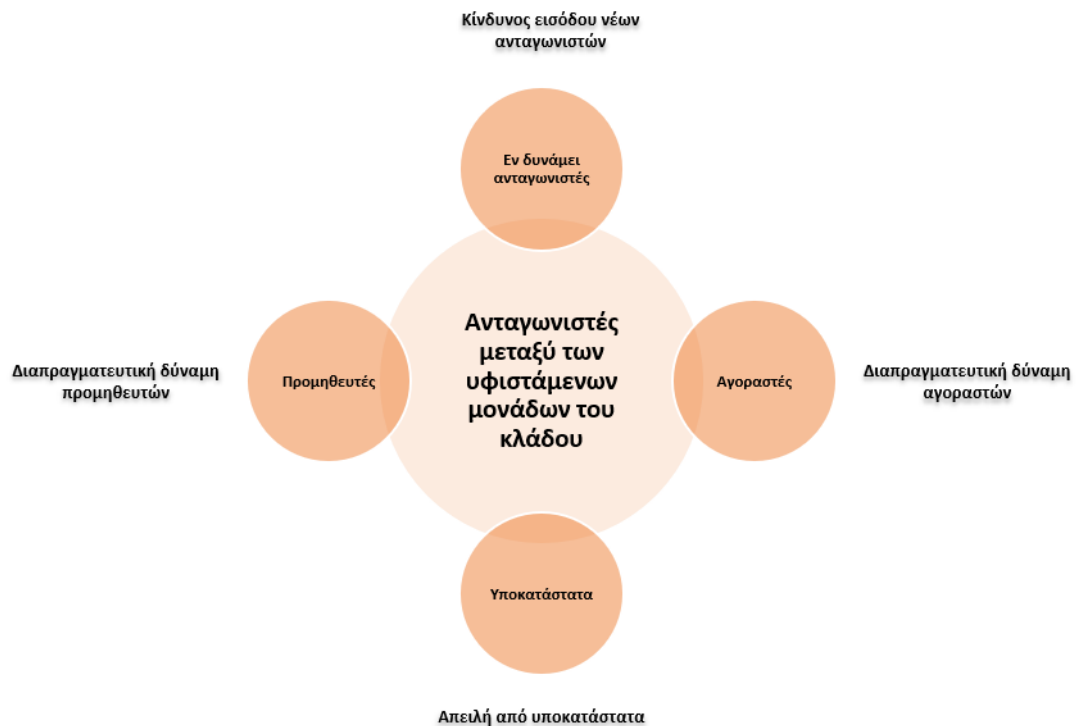 Κίνδυνος εισόδου νέων
ανταγωνιστών
Εν δυνάμει
ανταγωνιστές
Διαπραγματευτική δύναμη
προμηθευτών
Προμηθευτές
Ανταγωνιστές
μεταξύ των
υφιστάμενων
μονάδων του
κλάδου
Αγοραστές
Διαπραγματευτική δύναμη
αγοραστών
Υποκατάστατα
Απειλή από υποκατάστατα